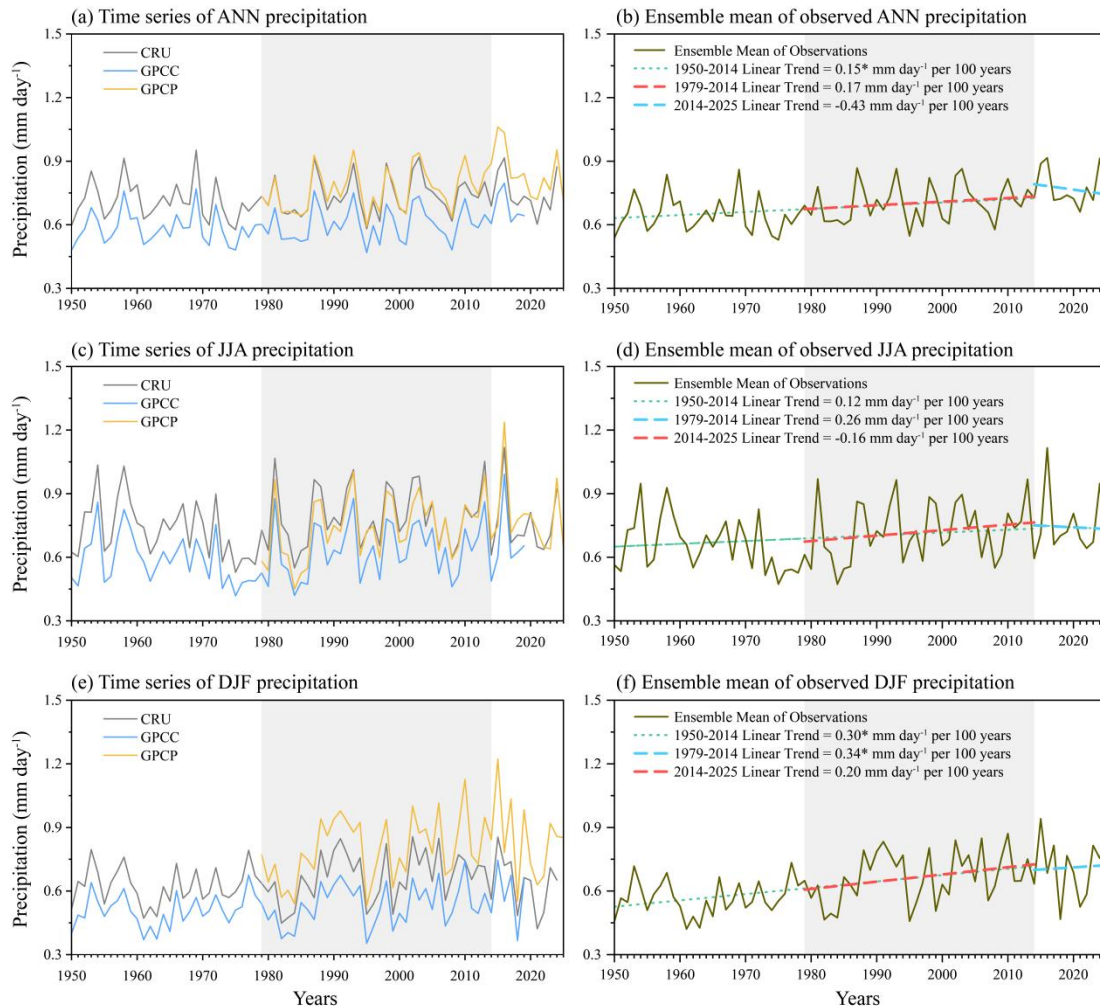 (a) Time series of ANN precipitation
Precipitation (mm day⁻¹)
1.5
1.2
0.9
0.6
0.3
CRU
GPCC
GPCP
1950 1960 1970 1980 1990 2000 2010 2020
(b) Ensemble mean of observed ANN precipitation
1.5
1.2
0.9
0.6
0.3
Ensemble Mean of Observations
1950-2014 Linear Trend = 0.15* mm day⁻¹ per 100 years
1979-2014 Linear Trend = 0.17 mm day⁻¹ per 100 years
2014-2025 Linear Trend = -0.43 mm day⁻¹ per 100 years
1950 1960 1970 1980 1990 2000 2010 2020
(c) Time series of JJA precipitation
Precipitation (mm day⁻¹)
1.5
1.2
0.9
0.6
0.3
CRU
GPCC
GPCP
1950 1960 1970 1980 1990 2000 2010 2020
(d) Ensemble mean of observed JJA precipitation
1.5
1.2
0.9
0.6
0.3
Ensemble Mean of Observations
1950-2014 Linear Trend = 0.12 mm day⁻¹ per 100 years
1979-2014 Linear Trend = 0.26 mm day⁻¹ per 100 years
2014-2025 Linear Trend = -0.16 mm day⁻¹ per 100 years
1950 1960 1970 1980 1990 2000 2010 2020
(e) Time series of DJF precipitation
Precipitation (mm day⁻¹)
1.5
1.2
0.9
0.6
0.3
CRU
GPCC
GPCP
1950 1960 1970 1980 1990 2000 2010 2020
Years
(f) Ensemble mean of observed DJF precipitation
1.5
1.2
0.9
0.6
0.3
Ensemble Mean of Observations
1950-2014 Linear Trend = 0.30* mm day⁻¹ per 100 years
1979-2014 Linear Trend = 0.34* mm day⁻¹ per 100 years
2014-2025 Linear Trend = 0.20 mm day⁻¹ per 100 years
1950 1960 1970 1980 1990 2000 2010 2020
Years